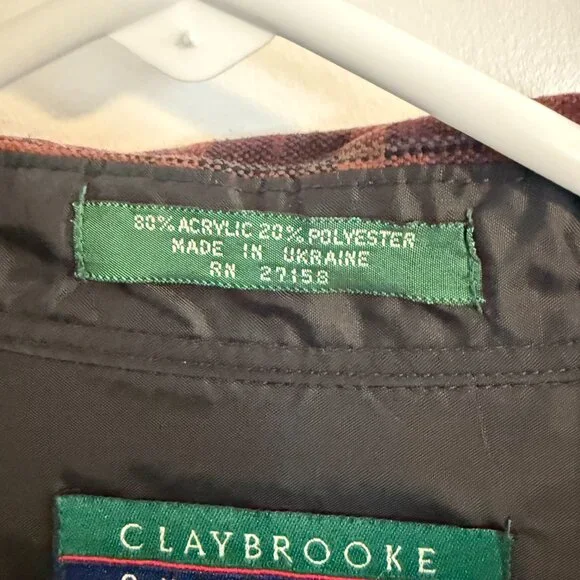 80% ACRYLIC 20% POLYESTER
MADE IN UKRAINE
RN 27158
CLAYBROOKE